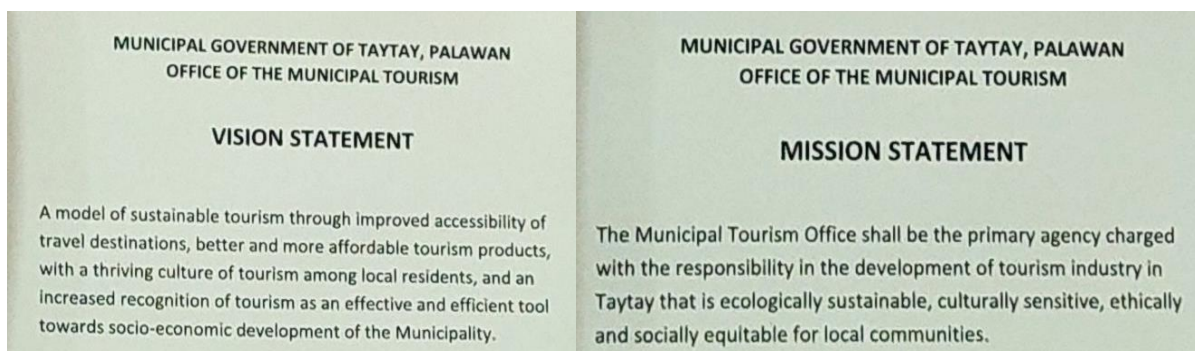 MUNICIPAL GOVERNMENT OF TAYTAY, PALAWAN
OFFICE OF THE MUNICIPAL TOURISM
VISION STATEMENT
A model of sustainable tourism through improved accessibility of
travel destinations, better and more affordable tourism products,
with a thriving culture of tourism among local residents, and an
increased recognition of tourism as an effective and efficient tool
towards socio-economic development of the Municipality.
MUNICIPAL GOVERNMENT OF TAYTAY, PALAWAN
OFFICE OF THE MUNICIPAL TOURISM
MISSION STATEMENT
The Municipal Tourism Office shall be the primary agency charged
with the responsibility in the development of tourism industry in
Taytay that is ecologically sustainable, culturally sensitive, ethically
and socially equitable for local communities.